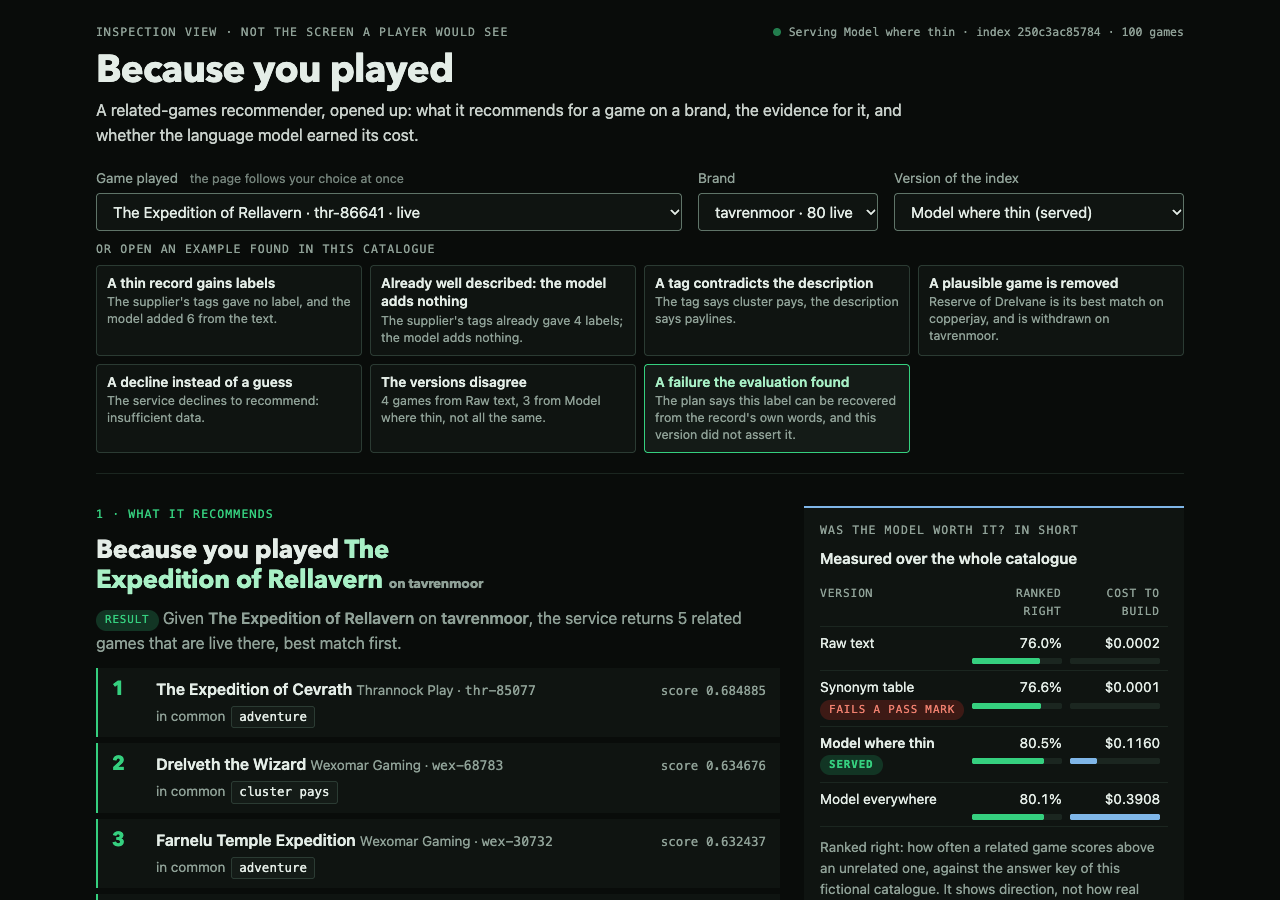 INSPECTION VIEW · NOT THE SCREEN A PLAYER WOULD SEE
Serving Model where thin · index 250c3ac85784 · 100 games
Because you played
A related-games recommender, opened up: what it recommends for a game on a brand, the evidence for it, and
whether the language model earned its cost.
Game played the page follows your choice at once
Brand
Version of the index
The Expedition of Rellavern · thr-86641 · live
tavrenmoor · 80 live
Model where thin (served)
OR OPEN AN EXAMPLE FOUND IN THIS CATALOGUE
A thin record gains labels
The supplier's tags gave no label, and the
model added 6 from the text.
Already well described: the model
adds nothing
The supplier's tags already gave 4 labels;
the model adds nothing.
A tag contradicts the description
The tag says cluster pays, the description
says paylines.
A plausible game is removed
Reserve of Drelvane is its best match on
copperjay, and is withdrawn on
tavrenmoor.
A decline instead of a guess
The service declines to recommend:
insufficient data.
The versions disagree
4 games from Raw text, 3 from Model
where thin, not all the same.
A failure the evaluation found
The plan says this label can be recovered
from the record's own words, and this
version did not assert it.
1 · WHAT IT RECOMMENDS
Because you played The
Expedition of Rellavern on tavrenmoor
RESULT Given The Expedition of Rellavern on tavrenmoor, the service returns 5 related
games that are live there, best match first.
1 The Expedition of Cevrath Thrannock Play · thr-85077 score 0.684885
in common adventure
2 Drelveth the Wizard Wexomar Gaming · wex-68783 score 0.634676
in common cluster pays
3 Farnelu Temple Expedition Wexomar Gaming · wex-30732 score 0.632437
in common adventure
WAS THE MODEL WORTH IT? IN SHORT
Measured over the whole catalogue
VERSION RANKED RIGHT COST TO BUILD
Raw text 76.0% $0.0002
Synonym table 76.6% $0.0001
FAILS A PASS MARK
Model where thin 80.5% $0.1160
SERVED
Model everywhere 80.1% $0.3908
Ranked right: how often a related game scores above
an unrelated one, against the answer key of this
fictional catalogue. It shows direction, not how real